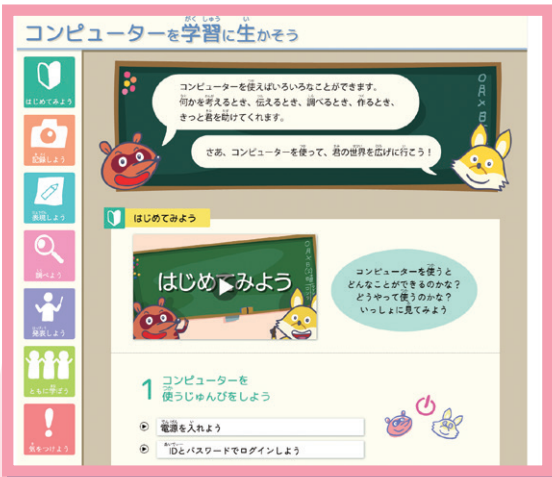 コンピューターを学習に生かそう
はじめてみよう
記録しよう
表現しよう
調べよう
発表しよう
ともに学ぼう
気をつけよう
コンピューターを使えばいろいろなことができます。
何かを考えるとき、伝えるとき、調べるとき、作るとき、
きっと君を助けてくれます。
さあ、コンピューターを使って、君の世界を広げに行こう！
はじめてみよう
はじめてみよう
コンピューターを使うと
どんなことができるのかな？
どうやって使うのかな？
いっしょに見てみよう
1 コンピューターを
使うじゅんびをしよう
電源を入れよう
IDとパスワードでログインしよう